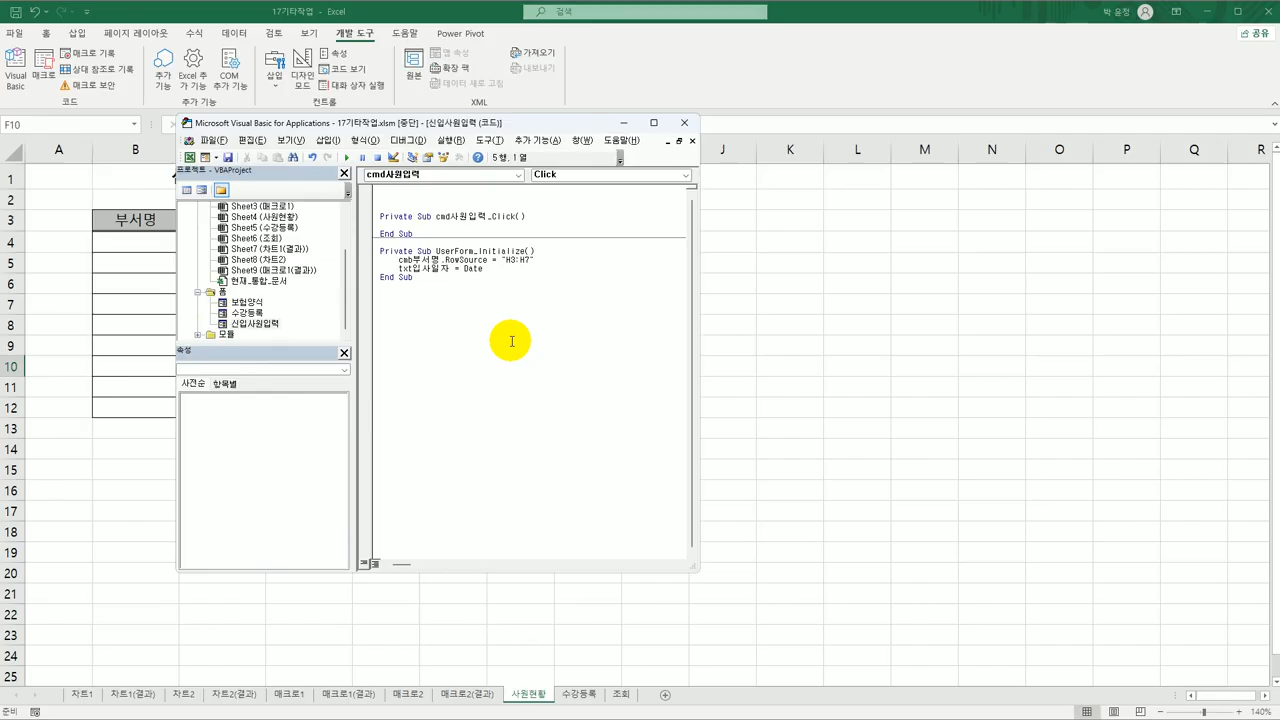 17기타작업 - Excel
검색
박 윤정
파일 홈 삽입 페이지 레이아웃 수식 데이터 검토 보기 개발 도구 도움말 Power Pivot
공유
Visual Basic
매크로
매크로 기록
상대 참조로 기록
매크로 보안
코드
추가 기능
Excel 추가 기능
COM 추가 기능
추가 기능
삽입
디자인 모드
속성
코드 보기
대화 상자 실행
컨트롤
원본
맵 속성
확장 팩
데이터 새로 고침
가져오기
내보내기
XML
F10
Microsoft Visual Basic for Applications - 17기타작업.xlsm [중단] - [신입사원입력 (코드)]
파일(F) 편집(E) 보기(V) 삽입(I) 형식(O) 디버그(D) 실행(R) 도구(T) 추가 기능(A) 창(W) 도움말(H)
5행, 1열
프로젝트 - VBAProject
Sheet3 (매크로1)
Sheet4 (사원현황)
Sheet5 (수강등록)
Sheet6 (조회)
Sheet7 (차트1(결과))
Sheet8 (차트2)
Sheet9 (매크로1(결과))
현재_통합_문서
폼
보험양식
수강등록
신입사원입력
모듈
속성
사전순 항목별
cmd사원입력 Click
Private Sub cmd사원입력_Click()
End Sub
Private Sub UserForm_Initialize()
cmb부서명.RowSource = "H3:H7"
txt입사일자 = Date
End Sub
A B J K L M N O P Q R
1
2
3 부서명
4
5
6
7
8
9
10
11
12
13
14
15
16
17
18
19
20
21
22
23
24
25
차트1 차트1(결과) 차트2 차트2(결과) 매크로1 매크로1(결과) 매크로2 매크로2(결과) 사원현황 수강등록 조회
준비
140%